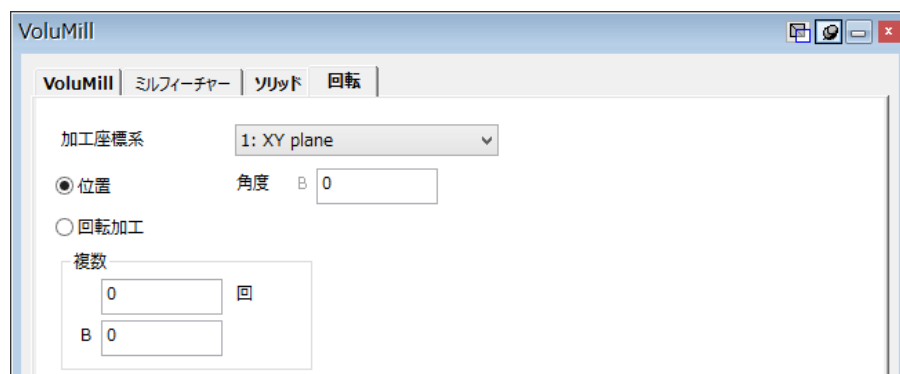 VoluMill
VoluMill ミルフィーチャー ソリッド 回転
加工座標系 1: XY plane
位置 角度 B 0
回転加工
複数
0 回
B 0